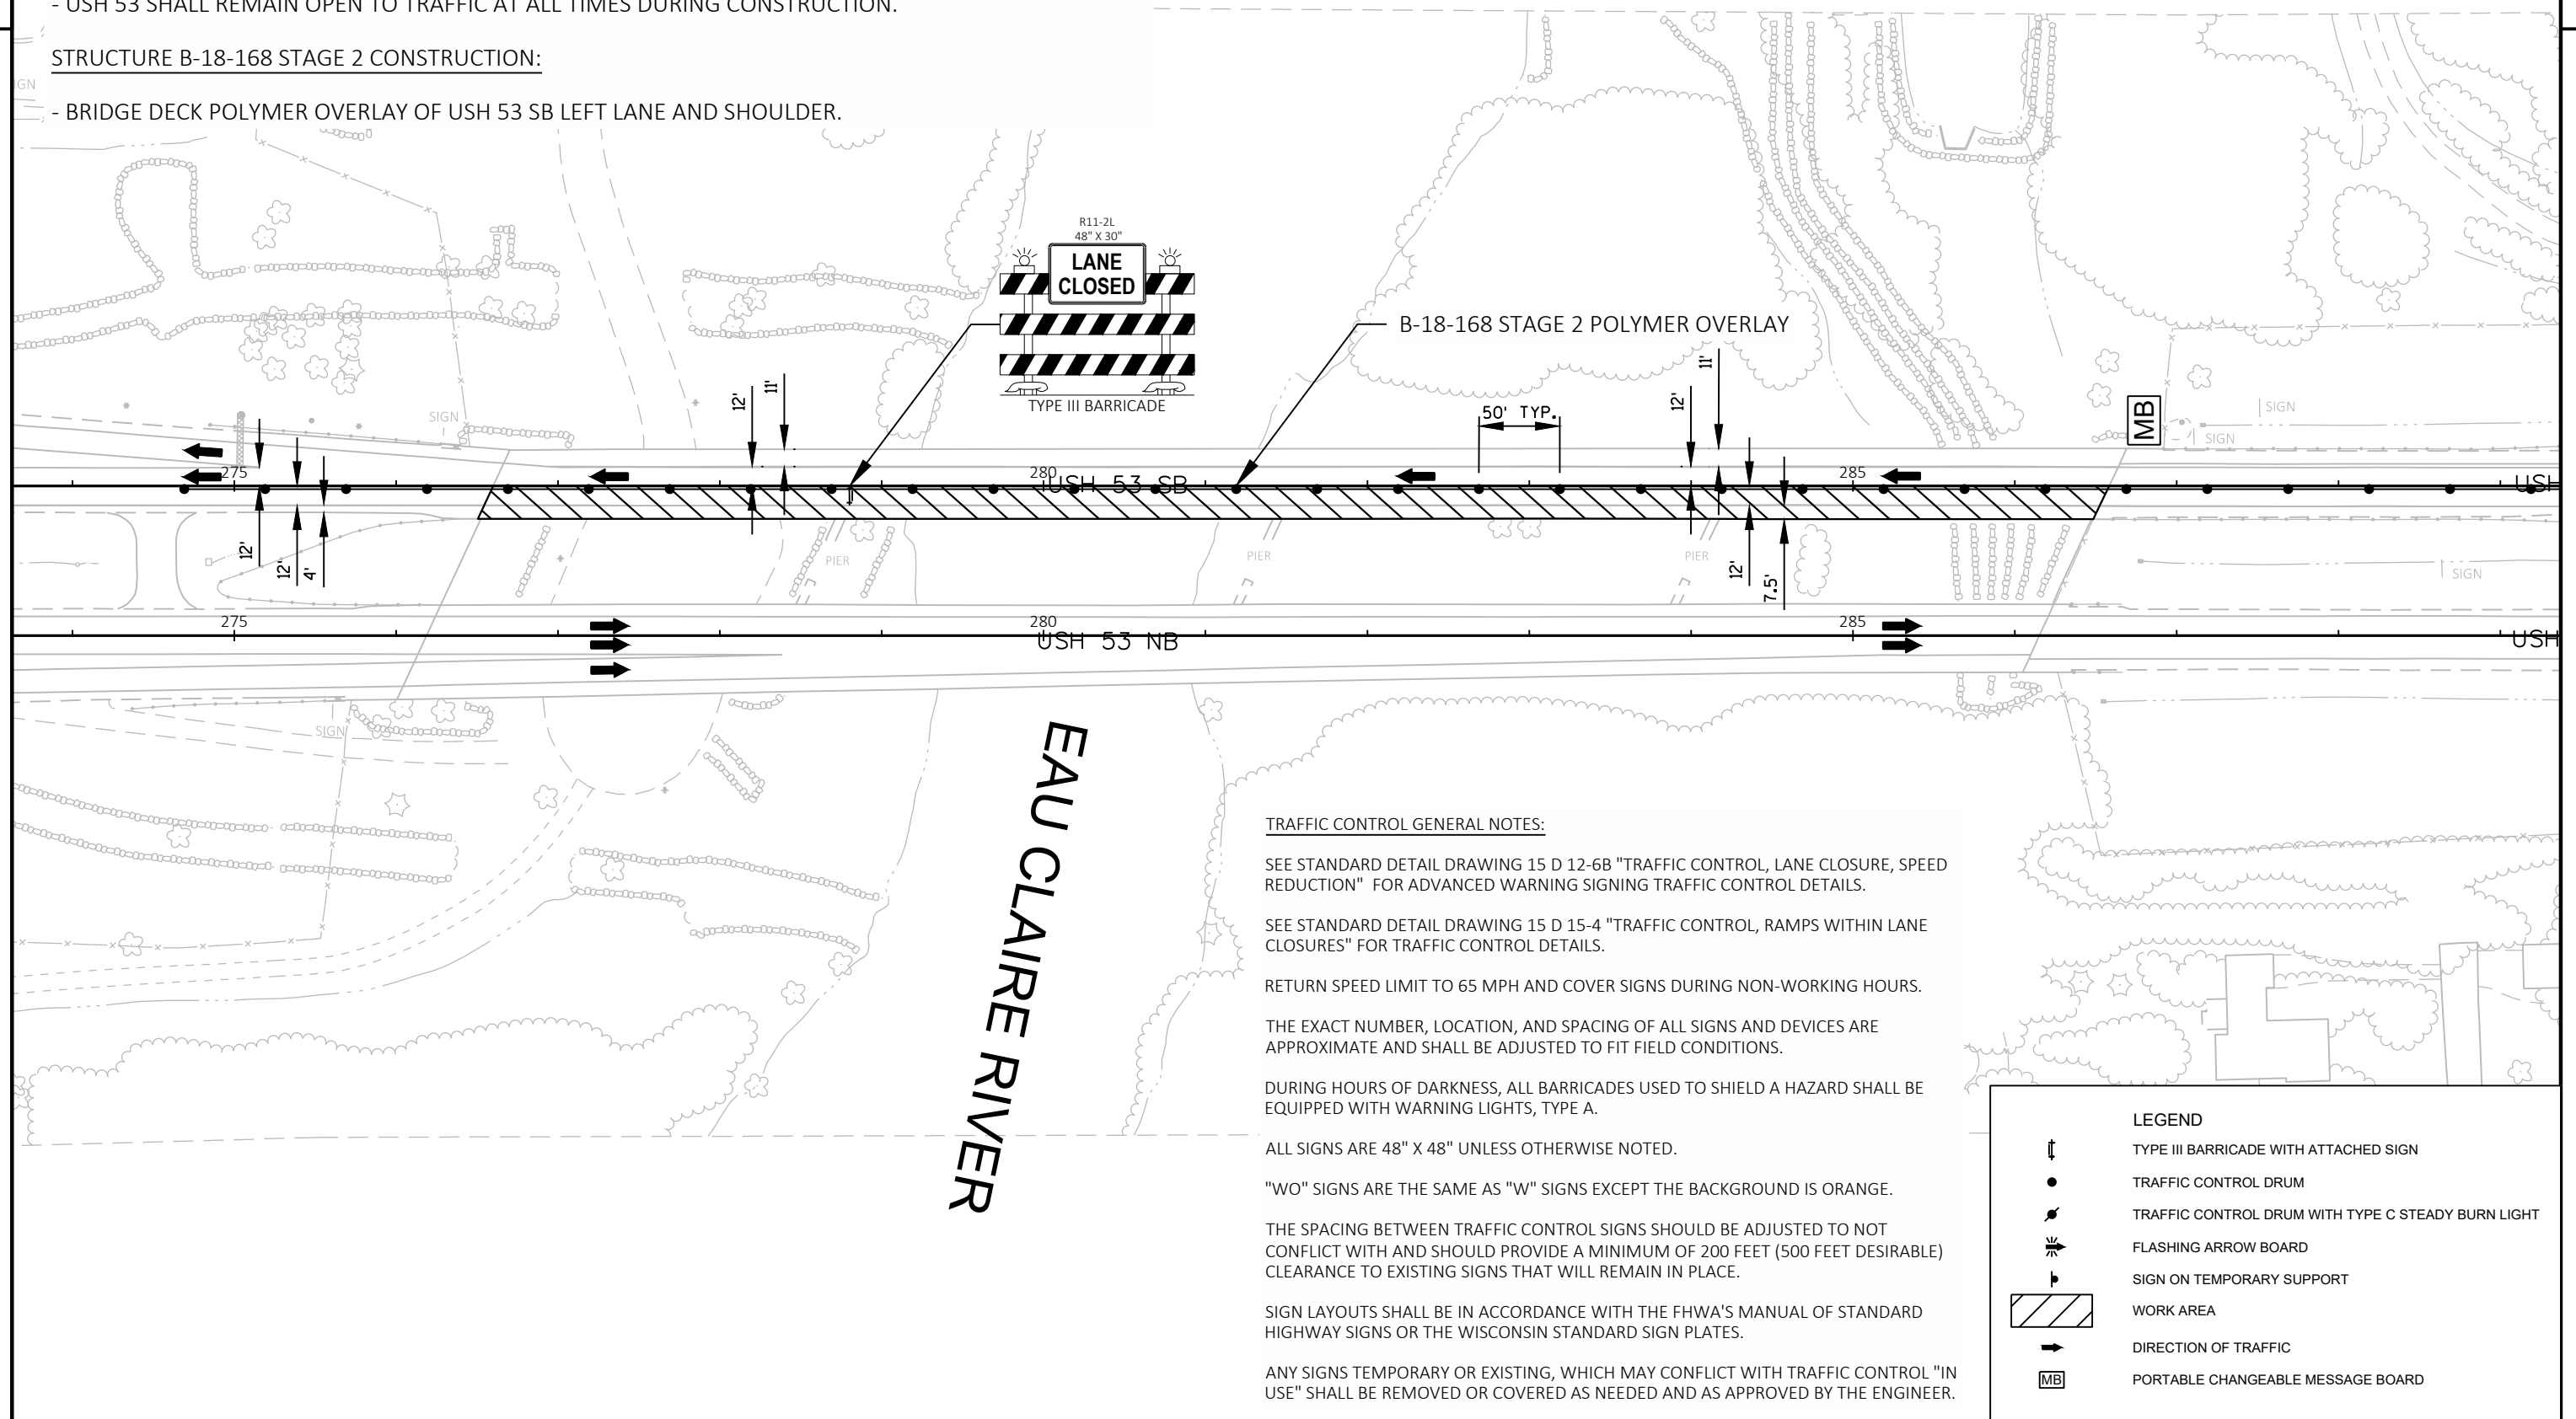 - USH 53 SHALL REMAIN OPEN TO TRAFFIC AT ALL TIMES DURING CONSTRUCTION.
STRUCTURE B-18-168 STAGE 2 CONSTRUCTION:
- BRIDGE DECK POLYMER OVERLAY OF USH 53 SB LEFT LANE AND SHOULDER.
IGN
R11-2L
48" X 30"
LANE
CLOSED
TYPE III BARRICADE
B-18-168 STAGE 2 POLYMER OVERLAY
SIGN
12'
11'
50' TYP.
12'
11'
MB
SIGN
SIGN
275
280
USH 53 SB
285
USH
12'
12'
4'
PIER
PIER
PIER
12'
7.5'
SIGN
275
280
USH 53 NB
285
USH
SIGN
EAU CLAIRE RIVER
TRAFFIC CONTROL GENERAL NOTES:
SEE STANDARD DETAIL DRAWING 15 D 12-6B "TRAFFIC CONTROL, LANE CLOSURE, SPEED
REDUCTION" FOR ADVANCED WARNING SIGNING TRAFFIC CONTROL DETAILS.
SEE STANDARD DETAIL DRAWING 15 D 15-4 "TRAFFIC CONTROL, RAMPS WITHIN LANE
CLOSURES" FOR TRAFFIC CONTROL DETAILS.
RETURN SPEED LIMIT TO 65 MPH AND COVER SIGNS DURING NON-WORKING HOURS.
THE EXACT NUMBER, LOCATION, AND SPACING OF ALL SIGNS AND DEVICES ARE
APPROXIMATE AND SHALL BE ADJUSTED TO FIT FIELD CONDITIONS.
DURING HOURS OF DARKNESS, ALL BARRICADES USED TO SHIELD A HAZARD SHALL BE
EQUIPPED WITH WARNING LIGHTS, TYPE A.
ALL SIGNS ARE 48" X 48" UNLESS OTHERWISE NOTED.
"WO" SIGNS ARE THE SAME AS "W" SIGNS EXCEPT THE BACKGROUND IS ORANGE.
THE SPACING BETWEEN TRAFFIC CONTROL SIGNS SHOULD BE ADJUSTED TO NOT
CONFLICT WITH AND SHOULD PROVIDE A MINIMUM OF 200 FEET (500 FEET DESIRABLE)
CLEARANCE TO EXISTING SIGNS THAT WILL REMAIN IN PLACE.
SIGN LAYOUTS SHALL BE IN ACCORDANCE WITH THE FHWA'S MANUAL OF STANDARD
HIGHWAY SIGNS OR THE WISCONSIN STANDARD SIGN PLATES.
ANY SIGNS TEMPORARY OR EXISTING, WHICH MAY CONFLICT WITH TRAFFIC CONTROL "IN
USE" SHALL BE REMOVED OR COVERED AS NEEDED AND AS APPROVED BY THE ENGINEER.
LEGEND
TYPE III BARRICADE WITH ATTACHED SIGN
TRAFFIC CONTROL DRUM
TRAFFIC CONTROL DRUM WITH TYPE C STEADY BURN LIGHT
FLASHING ARROW BOARD
SIGN ON TEMPORARY SUPPORT
WORK AREA
DIRECTION OF TRAFFIC
MB PORTABLE CHANGEABLE MESSAGE BOARD